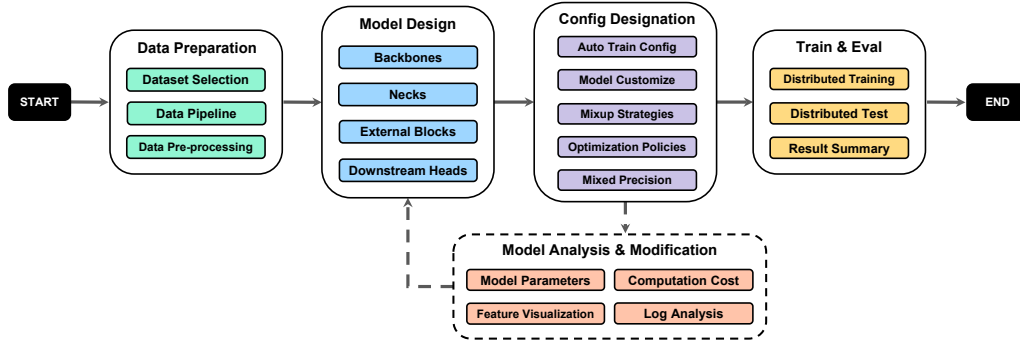 START
Data Preparation
Dataset Selection
Data Pipeline
Data Pre-processing
Model Design
Backbones
Necks
External Blocks
Downstream Heads
Config Designation
Auto Train Config
Model Customize
Mixup Strategies
Optimization Policies
Mixed Precision
Train & Eval
Distributed Training
Distributed Test
Result Summary
END
Model Analysis & Modification
Model Parameters
Computation Cost
Feature Visualization
Log Analysis